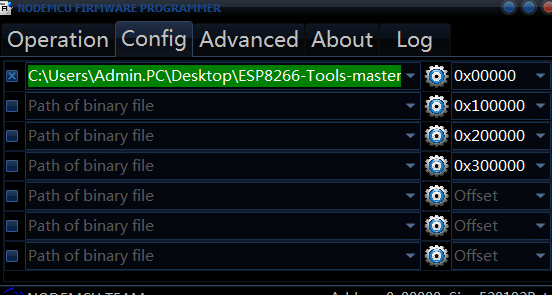 NODEMCU FIRMWARE PROGRAMMER
Operation Config Advanced About Log
C:\Users\Admin.PC\Desktop\ESP8266-Tools-master 0x00000
Path of binary file 0x100000
Path of binary file 0x200000
Path of binary file 0x300000
Path of binary file Offset
Path of binary file Offset
Path of binary file Offset